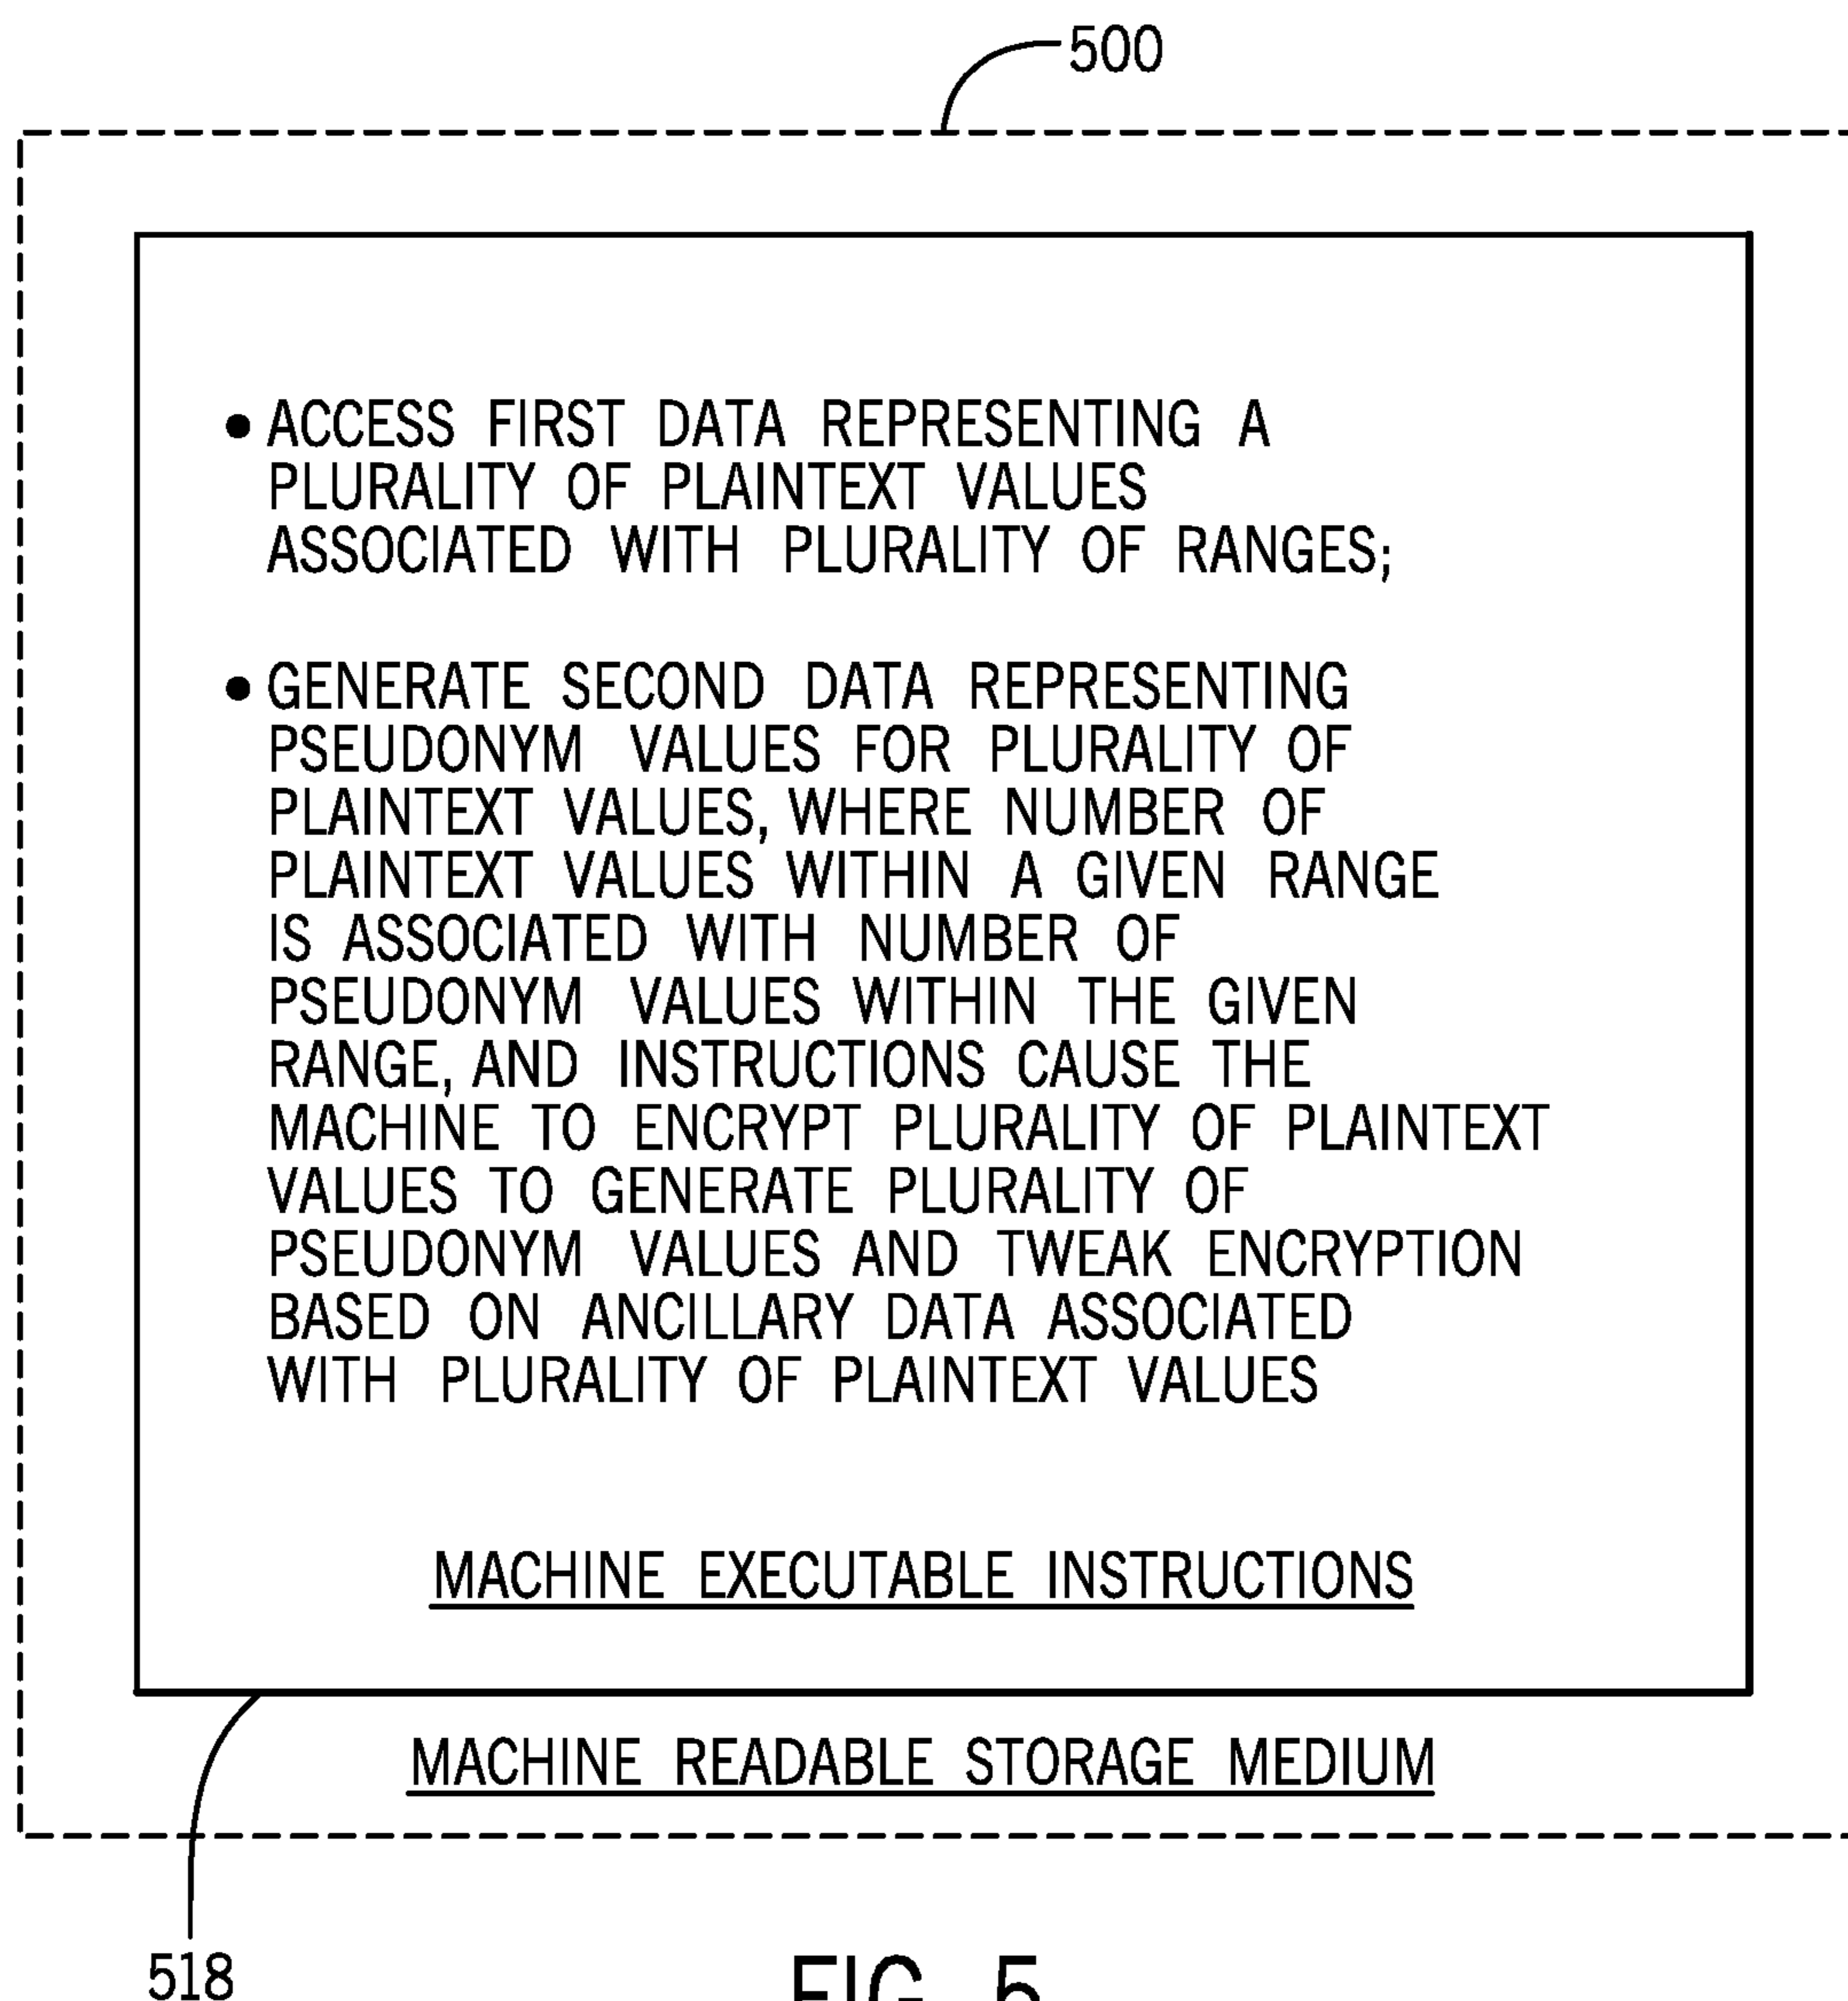 500
● ACCESS FIRST DATA REPRESENTING A
PLURALITY OF PLAINTEXT VALUES
ASSOCIATED WITH PLURALITY OF RANGES;
● GENERATE SECOND DATA REPRESENTING
PSEUDONYM VALUES FOR PLURALITY OF
PLAINTEXT VALUES, WHERE NUMBER OF
PLAINTEXT VALUES WITHIN A GIVEN RANGE
IS ASSOCIATED WITH NUMBER OF
PSEUDONYM VALUES WITHIN THE GIVEN
RANGE, AND INSTRUCTIONS CAUSE THE
MACHINE TO ENCRYPT PLURALITY OF PLAINTEXT
VALUES TO GENERATE PLURALITY OF
PSEUDONYM VALUES AND TWEAK ENCRYPTION
BASED ON ANCILLARY DATA ASSOCIATED
WITH PLURALITY OF PLAINTEXT VALUES
MACHINE EXECUTABLE INSTRUCTIONS
MACHINE READABLE STORAGE MEDIUM
518
FIG. 5